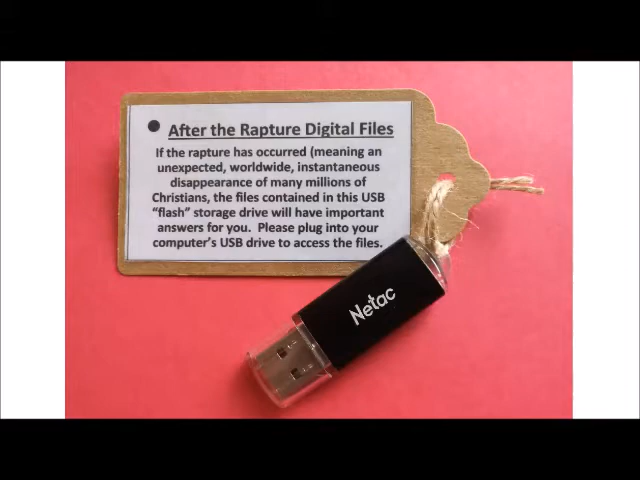 After the Rapture Digital Files
If the rapture has occurred (meaning an
unexpected, worldwide, instantaneous
disappearance of many millions of
Christians, the files contained in this USB
“flash” storage drive will have important
answers for you. Please plug into your
computer’s USB drive to access the files.
Netac